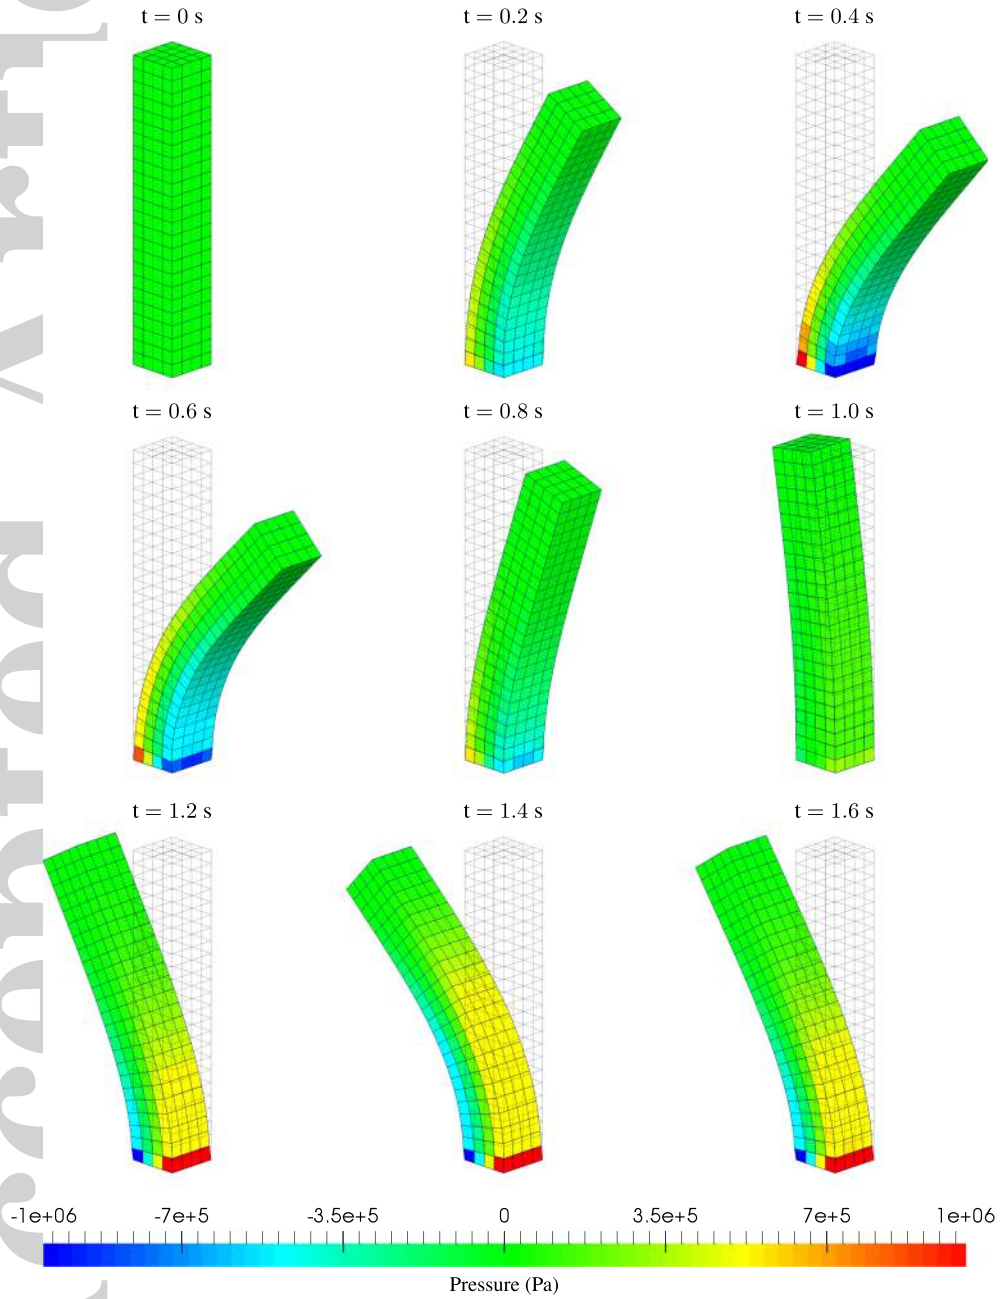 t = 0 s
t = 0.2 s
t = 0.4 s
t = 0.6 s
t = 0.8 s
t = 1.0 s
t = 1.2 s
t = 1.4 s
t = 1.6 s
-1e+06 -7e+5 -3.5e+5 0 3.5e+5 7e+5 1e+06
Pressure (Pa)